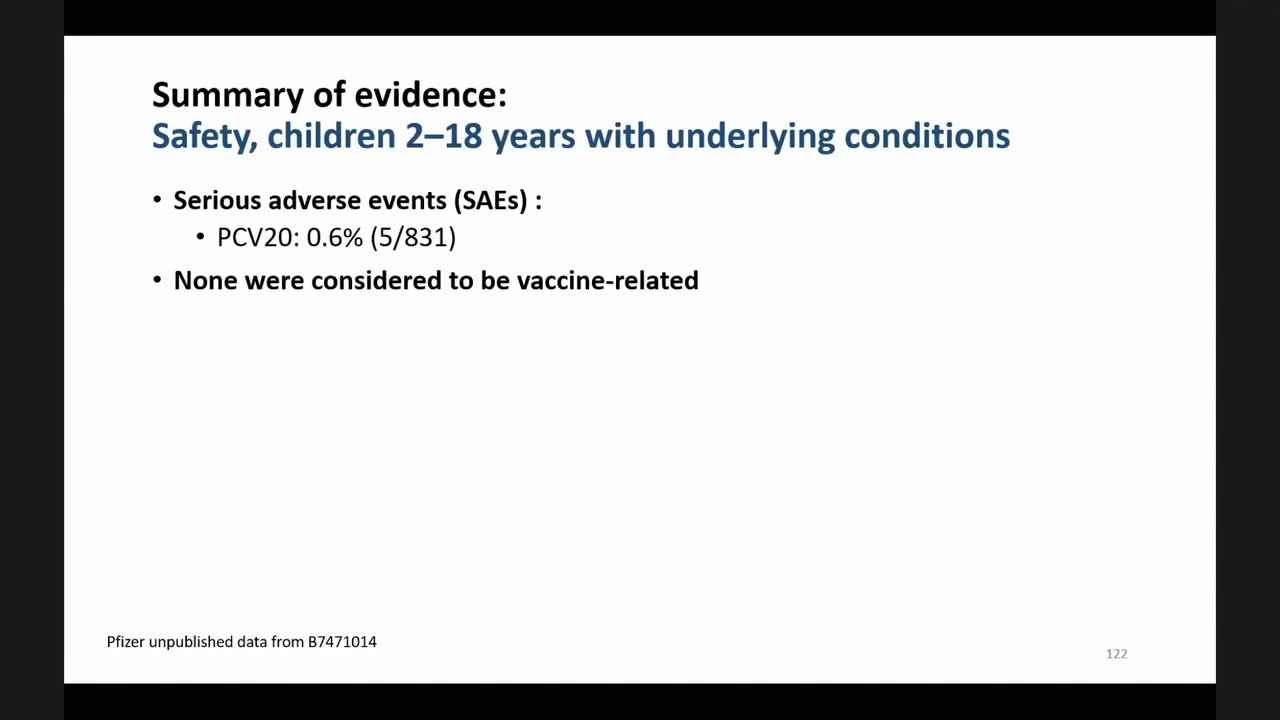 Summary of evidence:
Safety, children 2–18 years with underlying conditions
• Serious adverse events (SAEs) :
• PCV20: 0.6% (5/831)
• None were considered to be vaccine-related
Pfizer unpublished data from B7471014
122